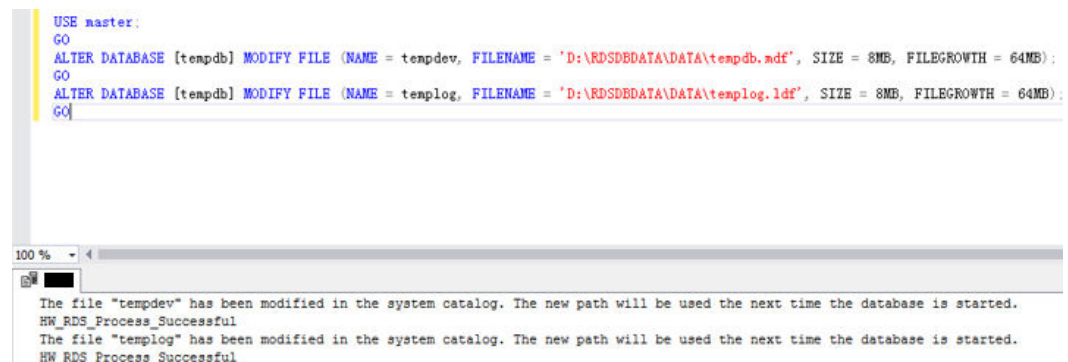 USE master;
GO
ALTER DATABASE [tempdb] MODIFY FILE (NAME = tempdev, FILENAME = 'D:\RDSDBDATA\DATA\tempdb.mdf', SIZE = 8MB, FILEGROWTH = 64MB);
GO
ALTER DATABASE [tempdb] MODIFY FILE (NAME = templog, FILENAME = 'D:\RDSDBDATA\DATA\templog.ldf', SIZE = 8MB, FILEGROWTH = 64MB);
GO
100 %
The file "tempdev" has been modified in the system catalog. The new path will be used the next time the database is started.
HW_RDS_Process_Successful
The file "templog" has been modified in the system catalog. The new path will be used the next time the database is started.
HW_RDS_Process_Successful